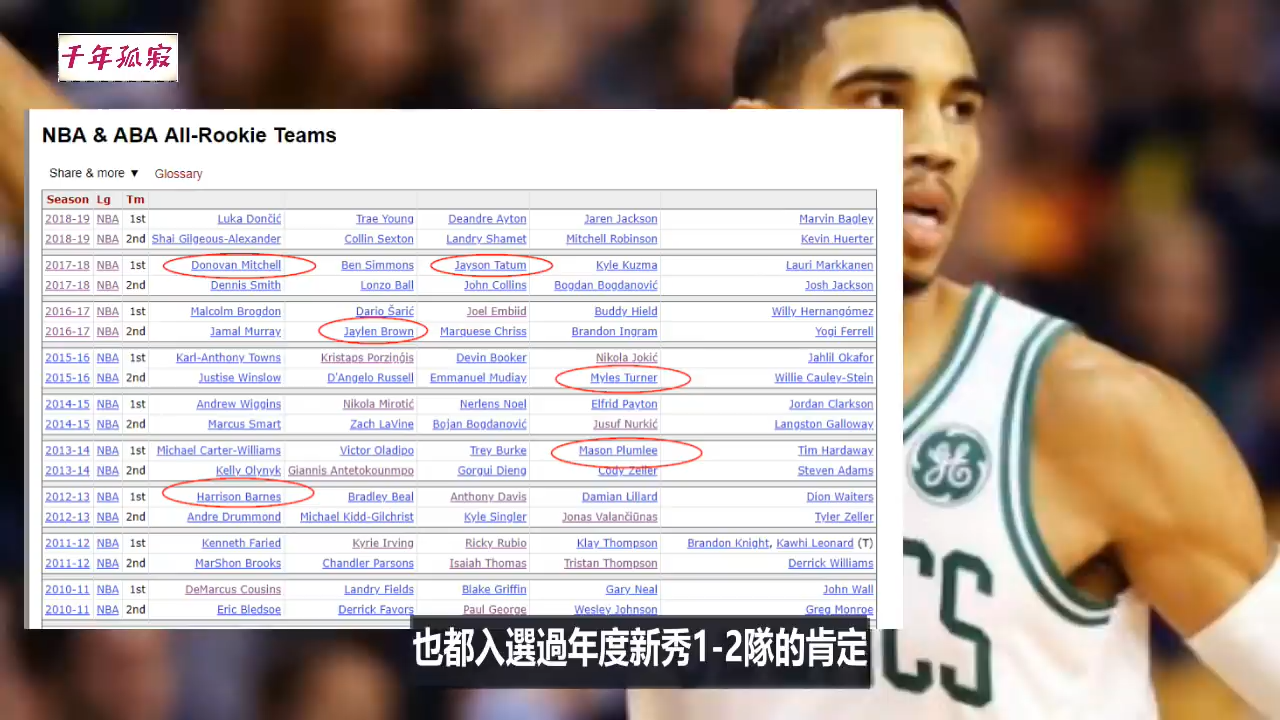 千年孤寂
NBA & ABA All-Rookie Teams
Share & more ▼ Glossary
Season Lg Tm
2018-19 NBA 1st Luka Dončić Trae Young Deandre Ayton Jaren Jackson Marvin Bagley
2018-19 NBA 2nd Shai Gilgeous-Alexander Collin Sexton Landry Shamet Mitchell Robinson Kevin Huerter
2017-18 NBA 1st Donovan Mitchell Ben Simmons Jayson Tatum Kyle Kuzma Lauri Markkanen
2017-18 NBA 2nd Dennis Smith Lonzo Ball John Collins Bogdan Bogdanović Josh Jackson
2016-17 NBA 1st Malcolm Brogdon Dario Šarić Joel Embiid Buddy Hield Willy Hernangómez
2016-17 NBA 2nd Jamal Murray Jaylen Brown Marquese Chriss Brandon Ingram Yogi Ferrell
2015-16 NBA 1st Karl-Anthony Towns Kristaps Porziņģis Devin Booker Nikola Jokić Jahlil Okafor
2015-16 NBA 2nd Justise Winslow D'Angelo Russell Emmanuel Mudiay Myles Turner Willie Cauley-Stein
2014-15 NBA 1st Andrew Wiggins Nikola Mirotić Nerlens Noel Elfrid Payton Jordan Clarkson
2014-15 NBA 2nd Marcus Smart Zach LaVine Bojan Bogdanović Jusuf Nurkić Langston Galloway
2013-14 NBA 1st Michael Carter-Williams Victor Oladipo Trey Burke Mason Plumlee Tim Hardaway
2013-14 NBA 2nd Kelly Olynyk Giannis Antetokounmpo Gorgui Dieng Cody Zeller Steven Adams
2012-13 NBA 1st Harrison Barnes Bradley Beal Anthony Davis Damian Lillard Dion Waiters
2012-13 NBA 2nd Andre Drummond Michael Kidd-Gilchrist Kyle Singler Jonas Valančiūnas Tyler Zeller
2011-12 NBA 1st Kenneth Faried Kyrie Irving Ricky Rubio Klay Thompson Brandon Knight, Kawhi Leonard (T)
2011-12 NBA 2nd MarShon Brooks Chandler Parsons Isaiah Thomas Tristan Thompson Derrick Williams
2010-11 NBA 1st DeMarcus Cousins Landry Fields Blake Griffin Gary Neal John Wall
2010-11 NBA 2nd Eric Bledsoe Derrick Favors Paul George Wesley Johnson Greg Monroe
也都入選過年度新秀1-2隊的肯定
GE
ICS